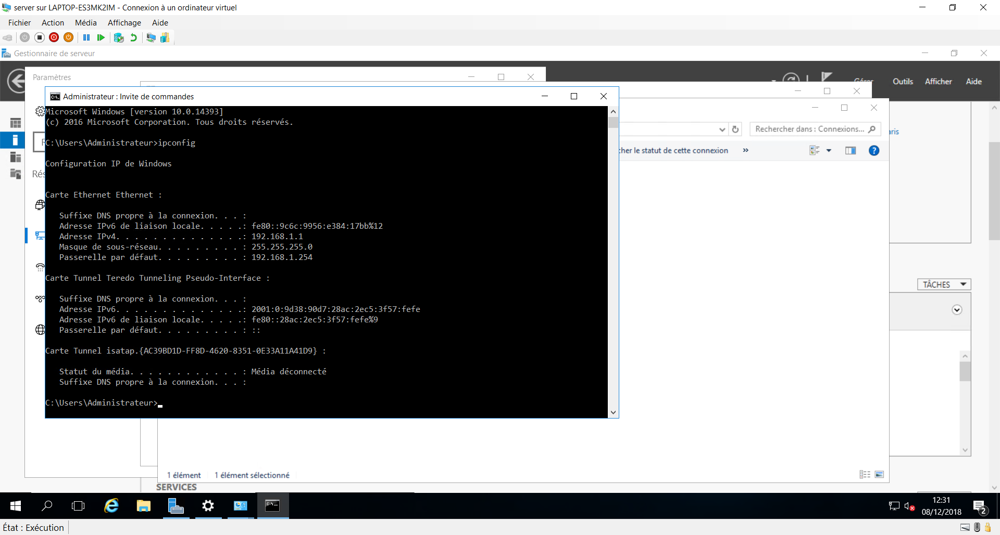 server sur LAPTOP-ES3MK2IM - Connexion à un ordinateur virtuel
Fichier Action Média Affichage Aide
Gestionnaire de serveur
Paramètres
Gérer Outils Afficher Aide
Administrateur : Invite de commandes
Microsoft Windows [version 10.0.14393]
(c) 2016 Microsoft Corporation. Tous droits réservés.
Rechercher dans : Connexions...
aris
C:\Users\Administrateur>ipconfig
cher le statut de cette connexion »
Configuration IP de Windows
Rés
Carte Ethernet Ethernet :
Suffixe DNS propre à la connexion. . . :
Adresse IPv6 de liaison locale. . . . .: fe80::9c6c:9956:e384:17bb%12
Adresse IPv4. . . . . . . . . . . . . .: 192.168.1.1
Masque de sous-réseau. . . . . . . . . : 255.255.255.0
Passerelle par défaut. . . . . . . . . : 192.168.1.254
Carte Tunnel Teredo Tunneling Pseudo-Interface :
TÂCHES
Suffixe DNS propre à la connexion. . . :
Adresse IPv6. . . . . . . . . . . . . .: 2001:0:9d38:90d7:28ac:2ec5:3f57:fefe
Adresse IPv6 de liaison locale. . . . .: fe80::28ac:2ec5:3f57:fefe%9
Passerelle par défaut. . . . . . . . . : ::
Carte Tunnel isatap.{AC39BD1D-FF8D-4620-8351-0E33A11A41D9} :
Statut du média. . . . . . . . . . . . : Média déconnecté
Suffixe DNS propre à la connexion. . . :
C:\Users\Administrateur>
1 élément 1 élément sélectionné
SERVICES
12:31
08/12/2018
2
État : Exécution